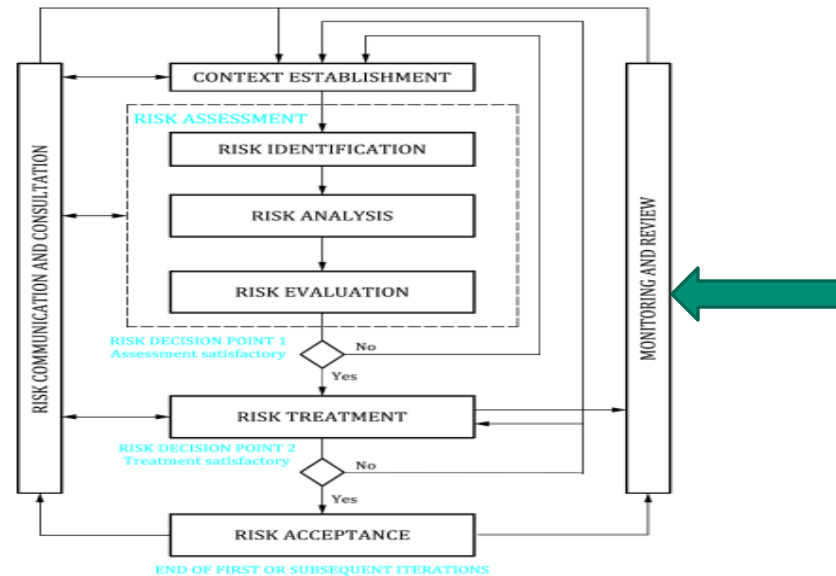 CONTEXT ESTABLISHMENT
RISK ASSESSMENT
RISK IDENTIFICATION
RISK ANALYSIS
RISK EVALUATION
RISK COMMUNICATION AND CONSULTATION
MONITORING AND REVIEW
RISK DECISION POINT 1
Assessment satisfactory
No
Yes
RISK TREATMENT
RISK DECISION POINT 2
Treatment satisfactory
No
Yes
RISK ACCEPTANCE
END OF FIRST OR SUBSEQUENT ITERATIONS